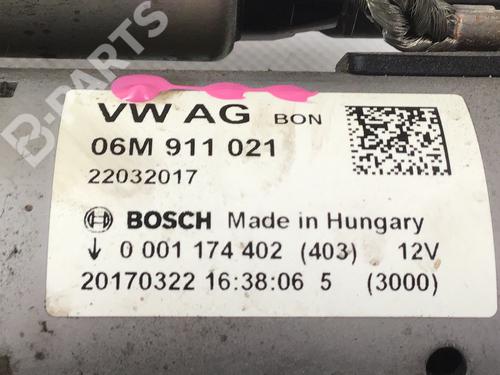 B-PARTS
VW AG BON
06M 911 021
22032017
BOSCH Made in Hungary
↓ 0 001 174 402 (403) 12V
20170322 16:38:06 5 (3000)